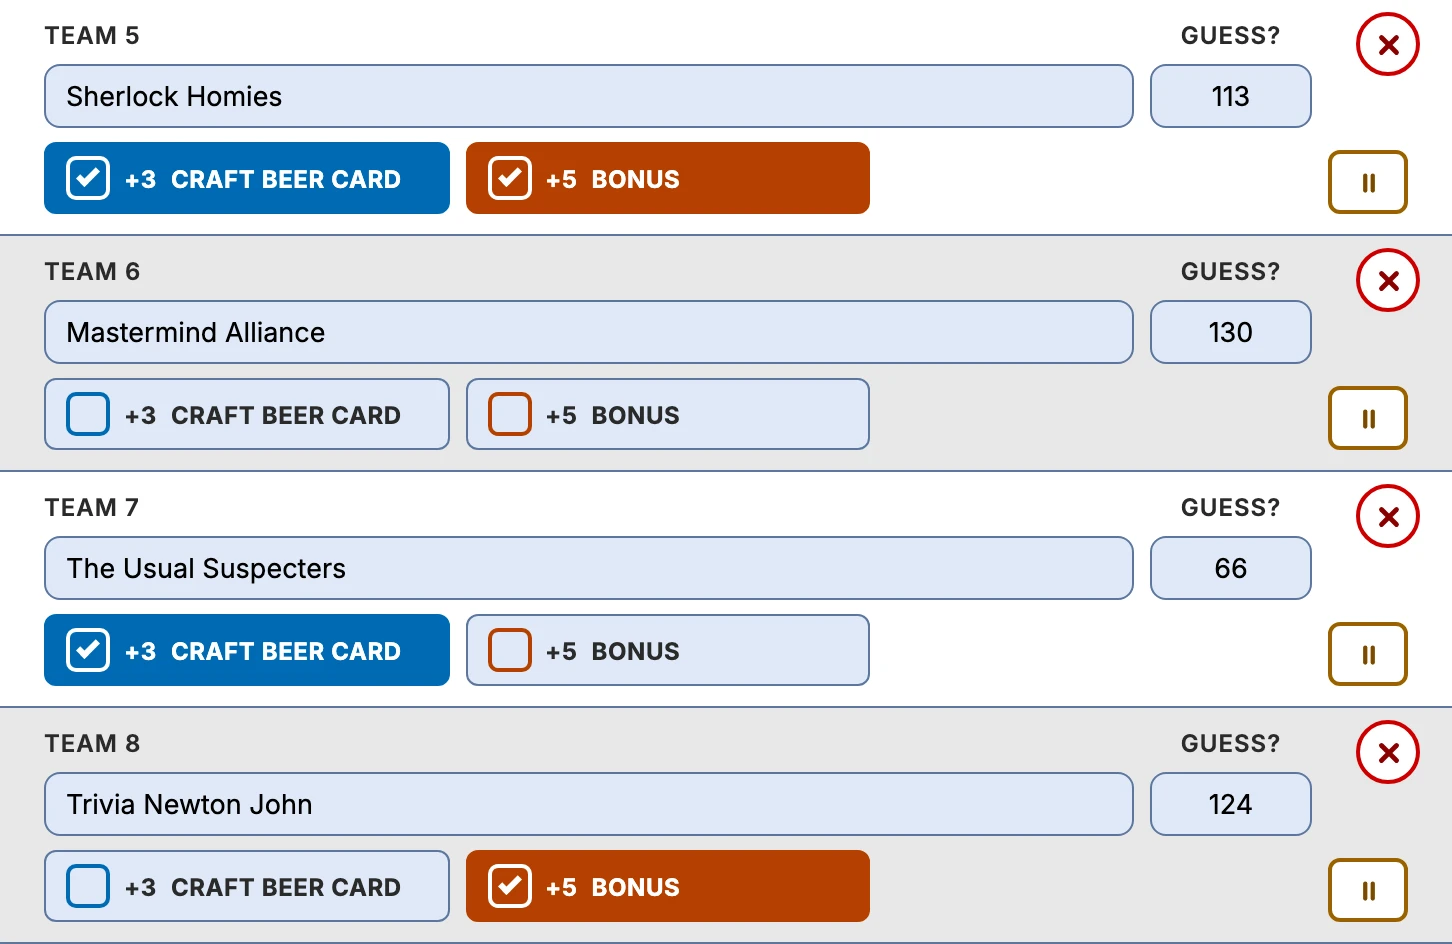 TEAM 5 GUESS?
Sherlock Homies 113
+3 CRAFT BEER CARD +5 BONUS
TEAM 6 GUESS?
Mastermind Alliance 130
+3 CRAFT BEER CARD +5 BONUS
TEAM 7 GUESS?
The Usual Suspecters 66
+3 CRAFT BEER CARD +5 BONUS
TEAM 8 GUESS?
Trivia Newton John 124
+3 CRAFT BEER CARD +5 BONUS